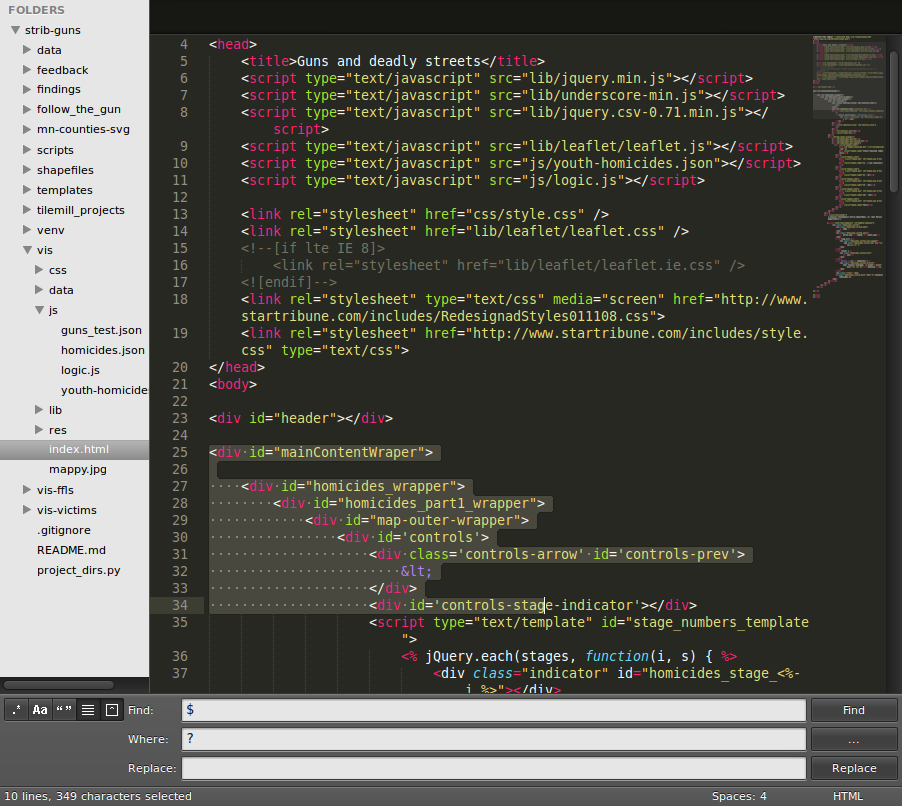 FOLDERS
strib-guns
data
feedback
findings
follow_the_gun
mn-counties-svg
scripts
shapefiles
templates
tilemill_projects
venv
vis
css
data
js
guns_test.json
homicides.json
logic.js
youth-homicide
lib
res
index.html
mappy.jpg
vis-ffls
vis-victims
.gitignore
README.md
project_dirs.py
4 <head>
5 <title>Guns and deadly streets</title>
6 <script type="text/javascript" src="lib/jquery.min.js"></script>
7 <script type="text/javascript" src="lib/underscore-min.js"></script>
8 <script type="text/javascript" src="lib/jquery.csv-0.71.min.js"></
script>
9 <script type="text/javascript" src="lib/leaflet/leaflet.js"></script>
10 <script type="text/javascript" src="js/youth-homicides.json"></script>
11 <script type="text/javascript" src="js/logic.js"></script>
12
13 <link rel="stylesheet" href="css/style.css" />
14 <link rel="stylesheet" href="lib/leaflet/leaflet.css" />
15 <!--[if lte IE 8]>
16 <link rel="stylesheet" href="lib/leaflet/leaflet.ie.css" />
17 <![endif]-->
18 <link rel="stylesheet" type="text/css" media="screen" href="http://www.
startribune.com/includes/RedesignadStyles011108.css">
19 <link rel="stylesheet" href="http://www.startribune.com/includes/style.
css" type="text/css">
20 </head>
21 <body>
22
23 <div id="header"></div>
24
25 <div id="mainContentWraper">
26
27 <div id="homicides_wrapper">
28 <div id="homicides_part1_wrapper">
29 <div id="map-outer-wrapper">
30 <div id='controls'>
31 <div class='controls-arrow' id='controls-prev'>
32 &lt;
33 </div>
34 <div id='controls-stage-indicator'></div>
35 <script type="text/template" id="stage_numbers_template
">
36 <% jQuery.each(stages, function(i, s) { %>
37 <div class="indicator" id="homicides_stage_<%-
i %>"></div>
.* Aa “” Find: $ Find
Where: ? ...
Replace: Replace
10 lines, 349 characters selected Spaces: 4 HTML